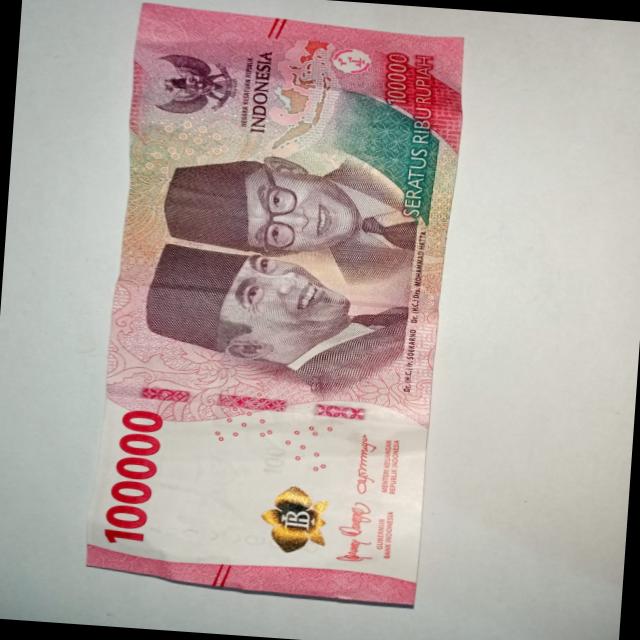 NEGARA KESATUAN REPUBLIK
INDONESIA
100000
SERATUS RIBU RUPIAH
Dr. (H.C.) Ir. SOEKARNO
Dr. (H.C.) Drs. MOHAMMAD HATTA
100000
GUBERNUR
BANK INDONESIA
MENTERI KEUANGAN
REPUBLIK INDONESIA